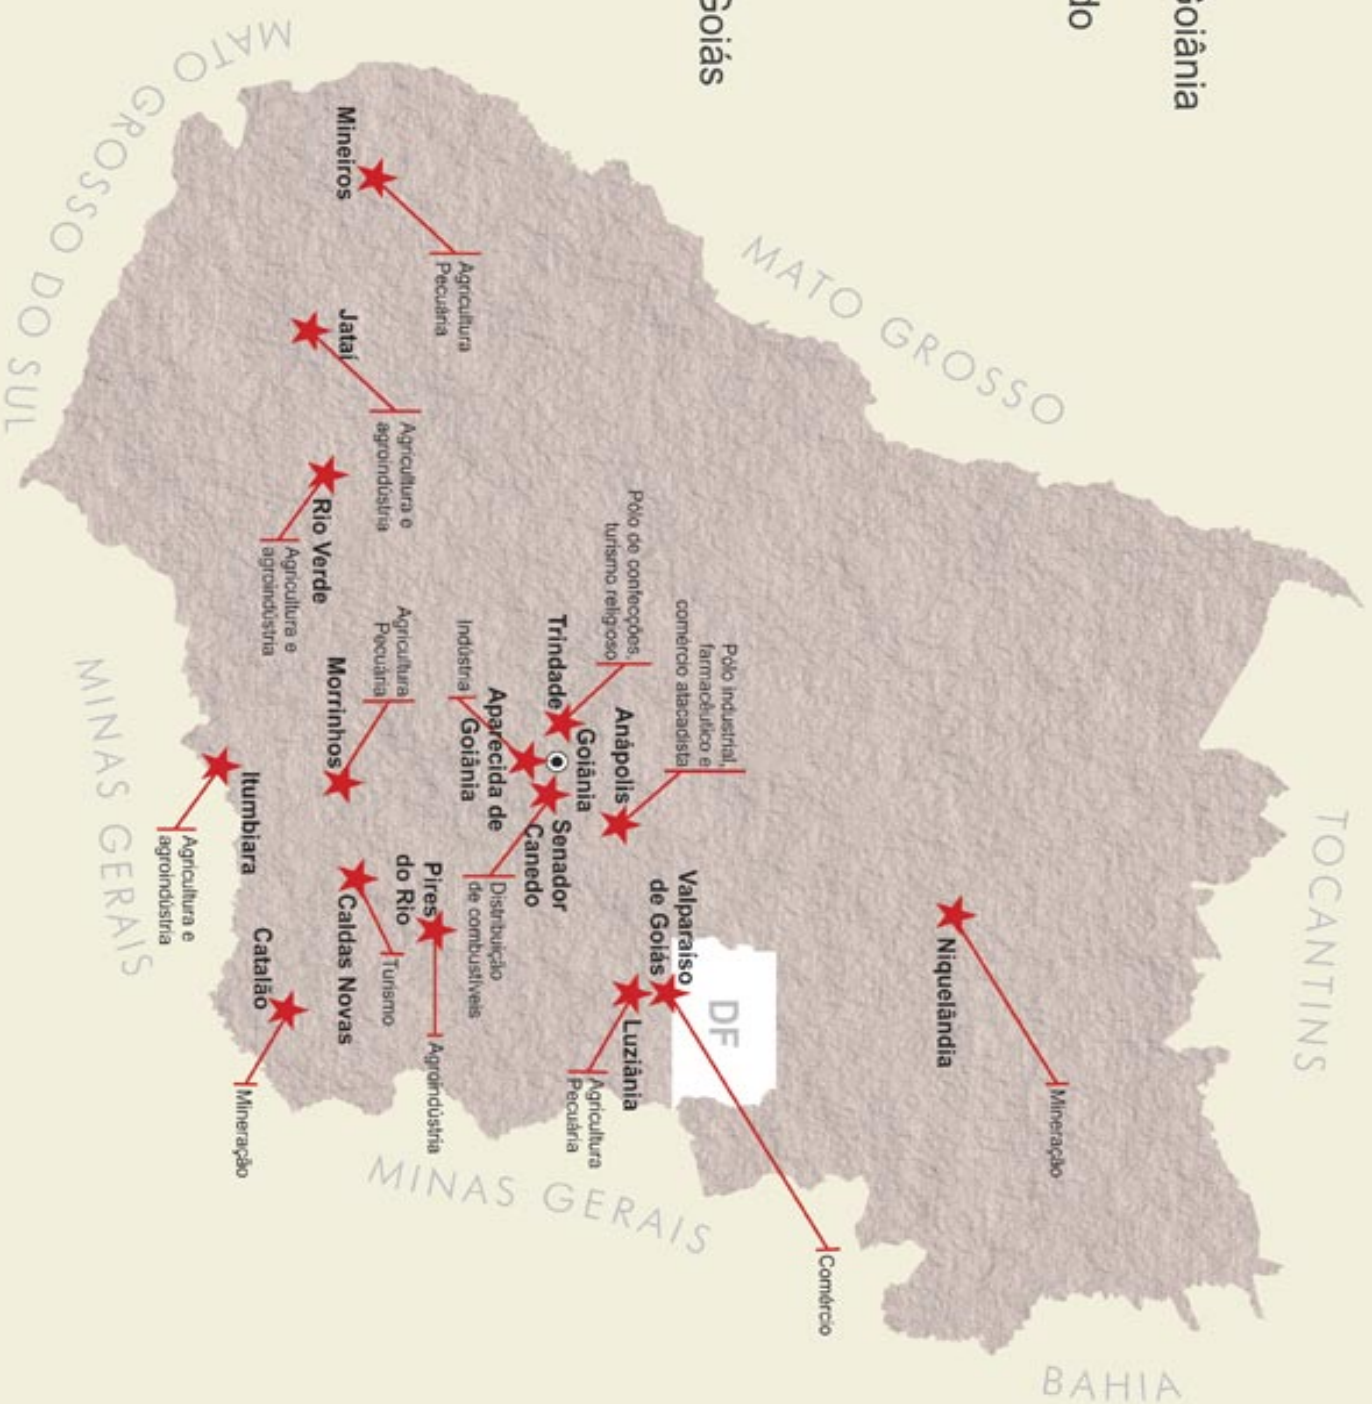 Goiânia
do
Goiás
TOCANTINS
BAHIA
MATO GROSSO
MATO GROSSO DO SUL
MINAS GERAIS
MINAS GERAIS
DF
Niquelândia
Mineração
Comércio
Valparaíso
de Goiás
Luziânia
Agricultura
Pecuária
Pólo industrial,
farmacêutico e
comércio atacadista
Anápolis
Pólo de confecções,
turismo religioso
Trindade
Goiânia
Senador
Canedo
Distribuição
de combustíveis
Aparecida de
Goiânia
Indústria
Pires
do Rio
Agroindústria
Caldas Novas
Turismo
Morrinhos
Agricultura
Pecuária
Catalão
Mineração
Itumbiara
Agricultura e
agroindústria
Rio Verde
Agricultura e
agroindústria
Jataí
Agricultura e
agroindústria
Mineiros
Agricultura
Pecuária